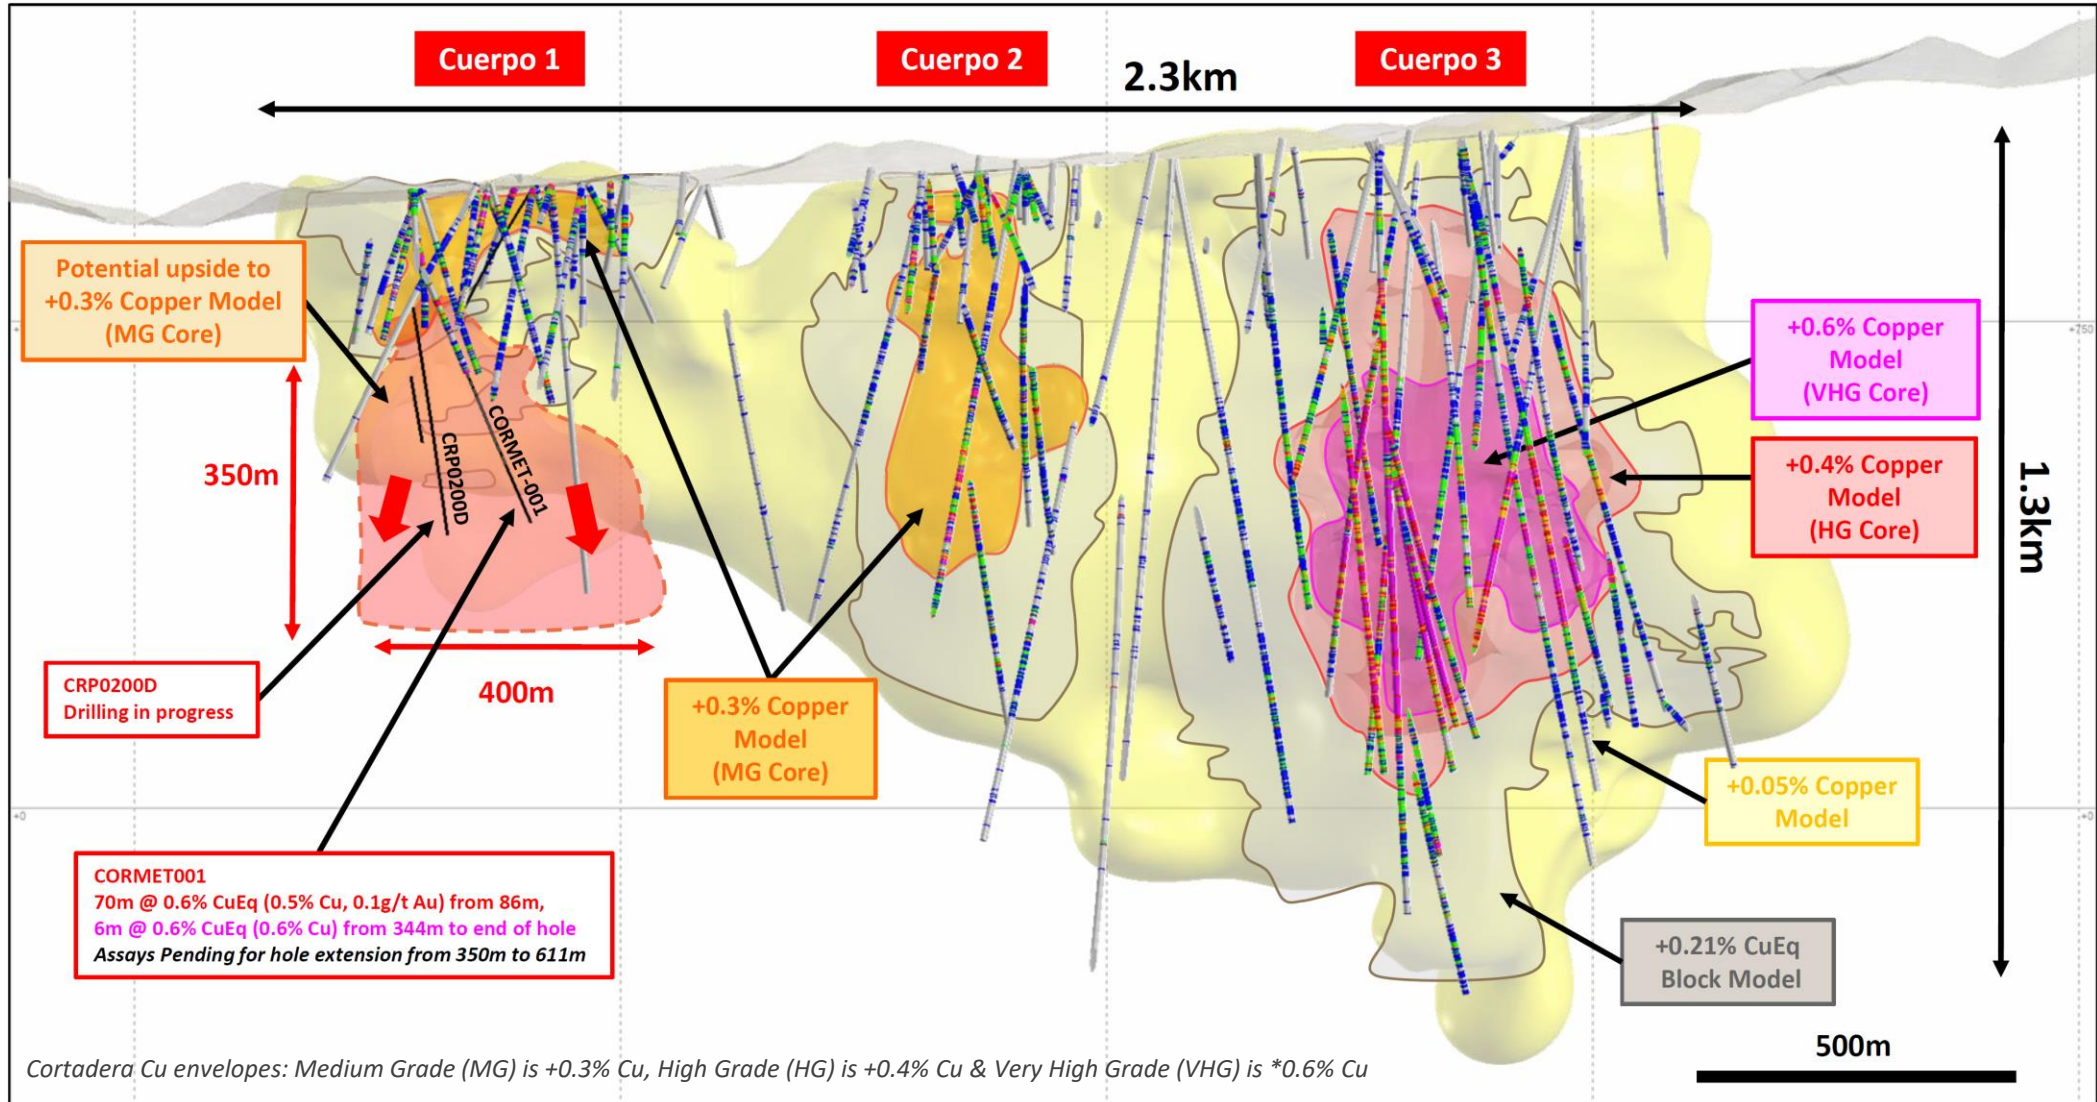 Cuerpo 1
Cuerpo 2
Cuerpo 3
2.3km
Potential upside to
+0.3% Copper Model
(MG Core)
+0.6% Copper
Model
(VHG Core)
+750
350m
CRP0200D
CORMET-001
+0.4% Copper
Model
(HG Core)
1.3km
CRP0200D
Drilling in progress
400m
+0.3% Copper
Model
(MG Core)
+0.05% Copper
Model
+0
+0
CORMET001
70m @ 0.6% CuEq (0.5% Cu, 0.1g/t Au) from 86m,
6m @ 0.6% CuEq (0.6% Cu) from 344m to end of hole
Assays Pending for hole extension from 350m to 611m
+0.21% CuEq
Block Model
500m
Cortadera Cu envelopes: Medium Grade (MG) is +0.3% Cu, High Grade (HG) is +0.4% Cu & Very High Grade (VHG) is *0.6% Cu